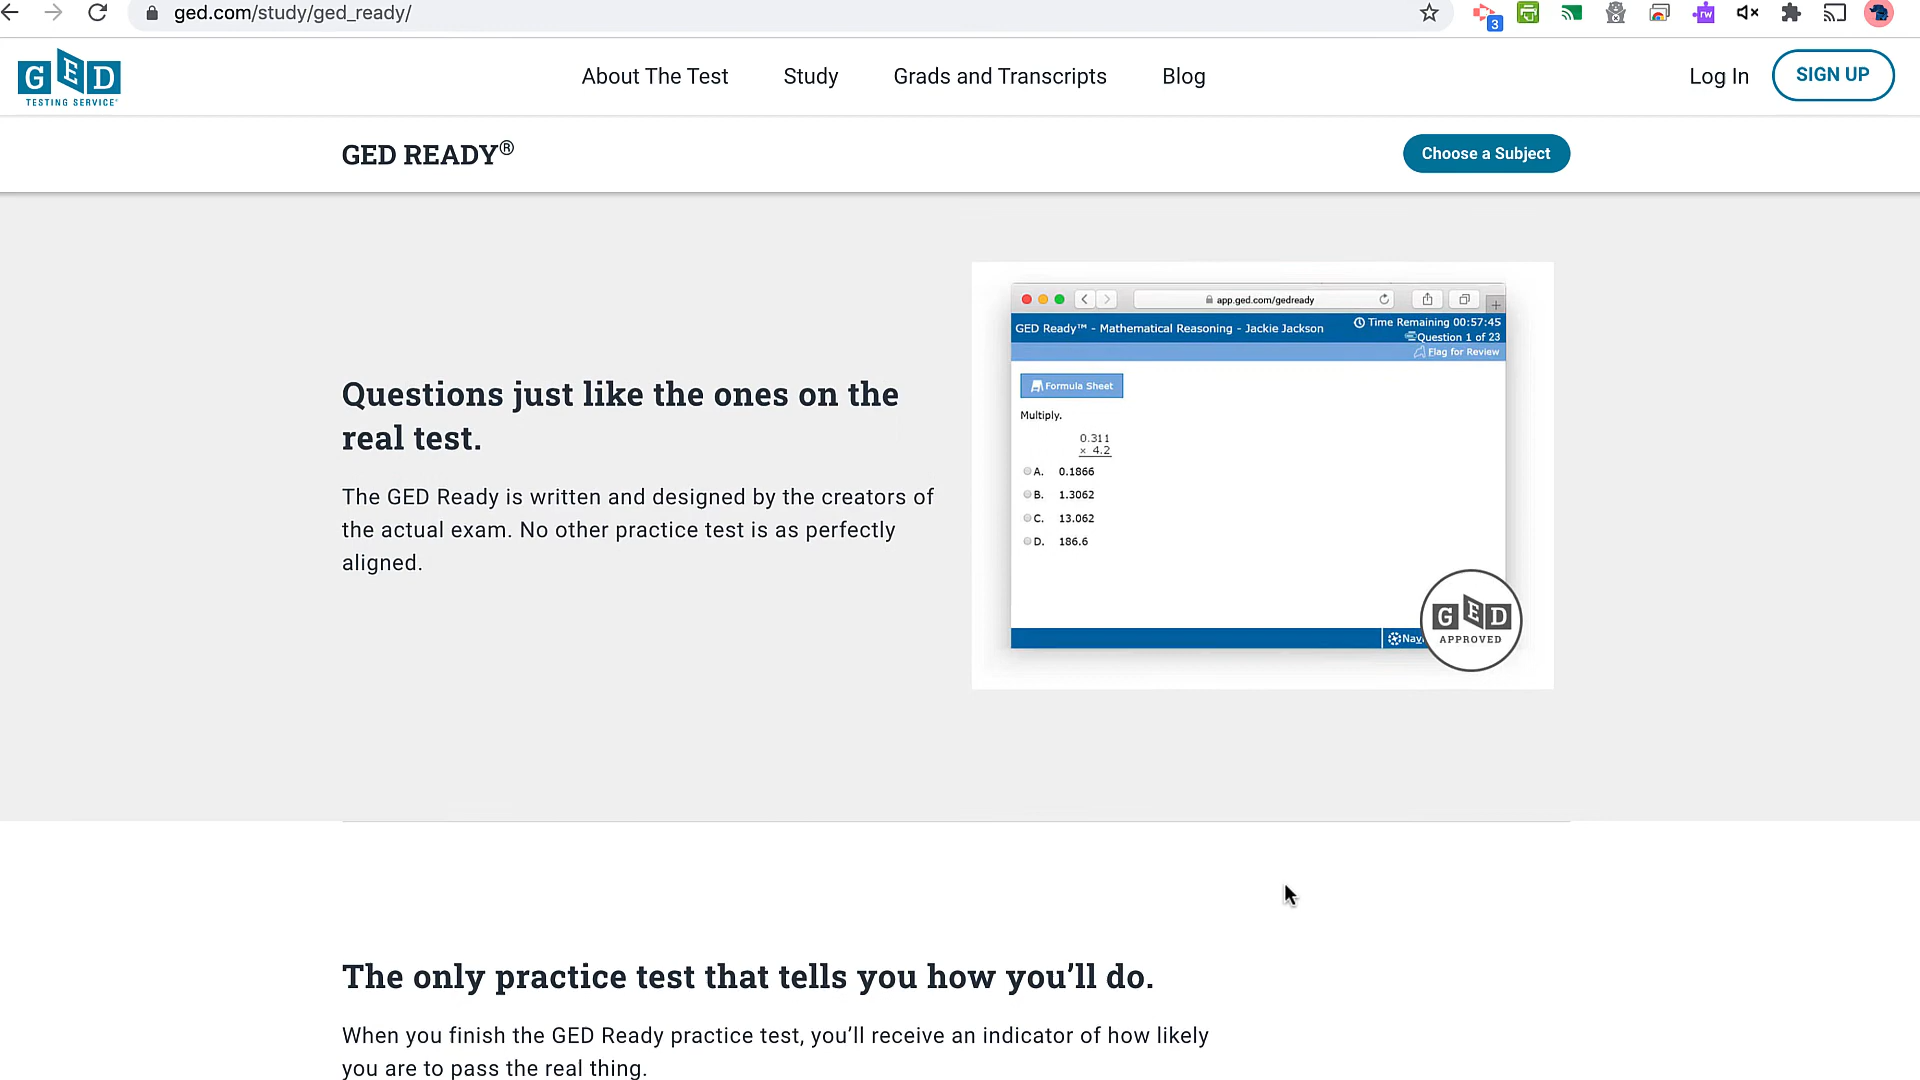 ged.com/study/ged_ready/
3
rw
GED
TESTING SERVICE®
About The Test
Study
Grads and Transcripts
Blog
Log In
SIGN UP
GED READY®
Choose a Subject
Questions just like the ones on the
real test.
The GED Ready is written and designed by the creators of
the actual exam. No other practice test is as perfectly
aligned.
app.ged.com/gedready
GED Ready™ - Mathematical Reasoning - Jackie Jackson
Time Remaining 00:57:45
Question 1 of 23
Flag for Review
Formula Sheet
Multiply.
0.311
× 4.2
A. 0.1866
B. 1.3062
C. 13.062
D. 186.6
GED
APPROVED
The only practice test that tells you how you’ll do.
When you finish the GED Ready practice test, you’ll receive an indicator of how likely
you are to pass the real thing.